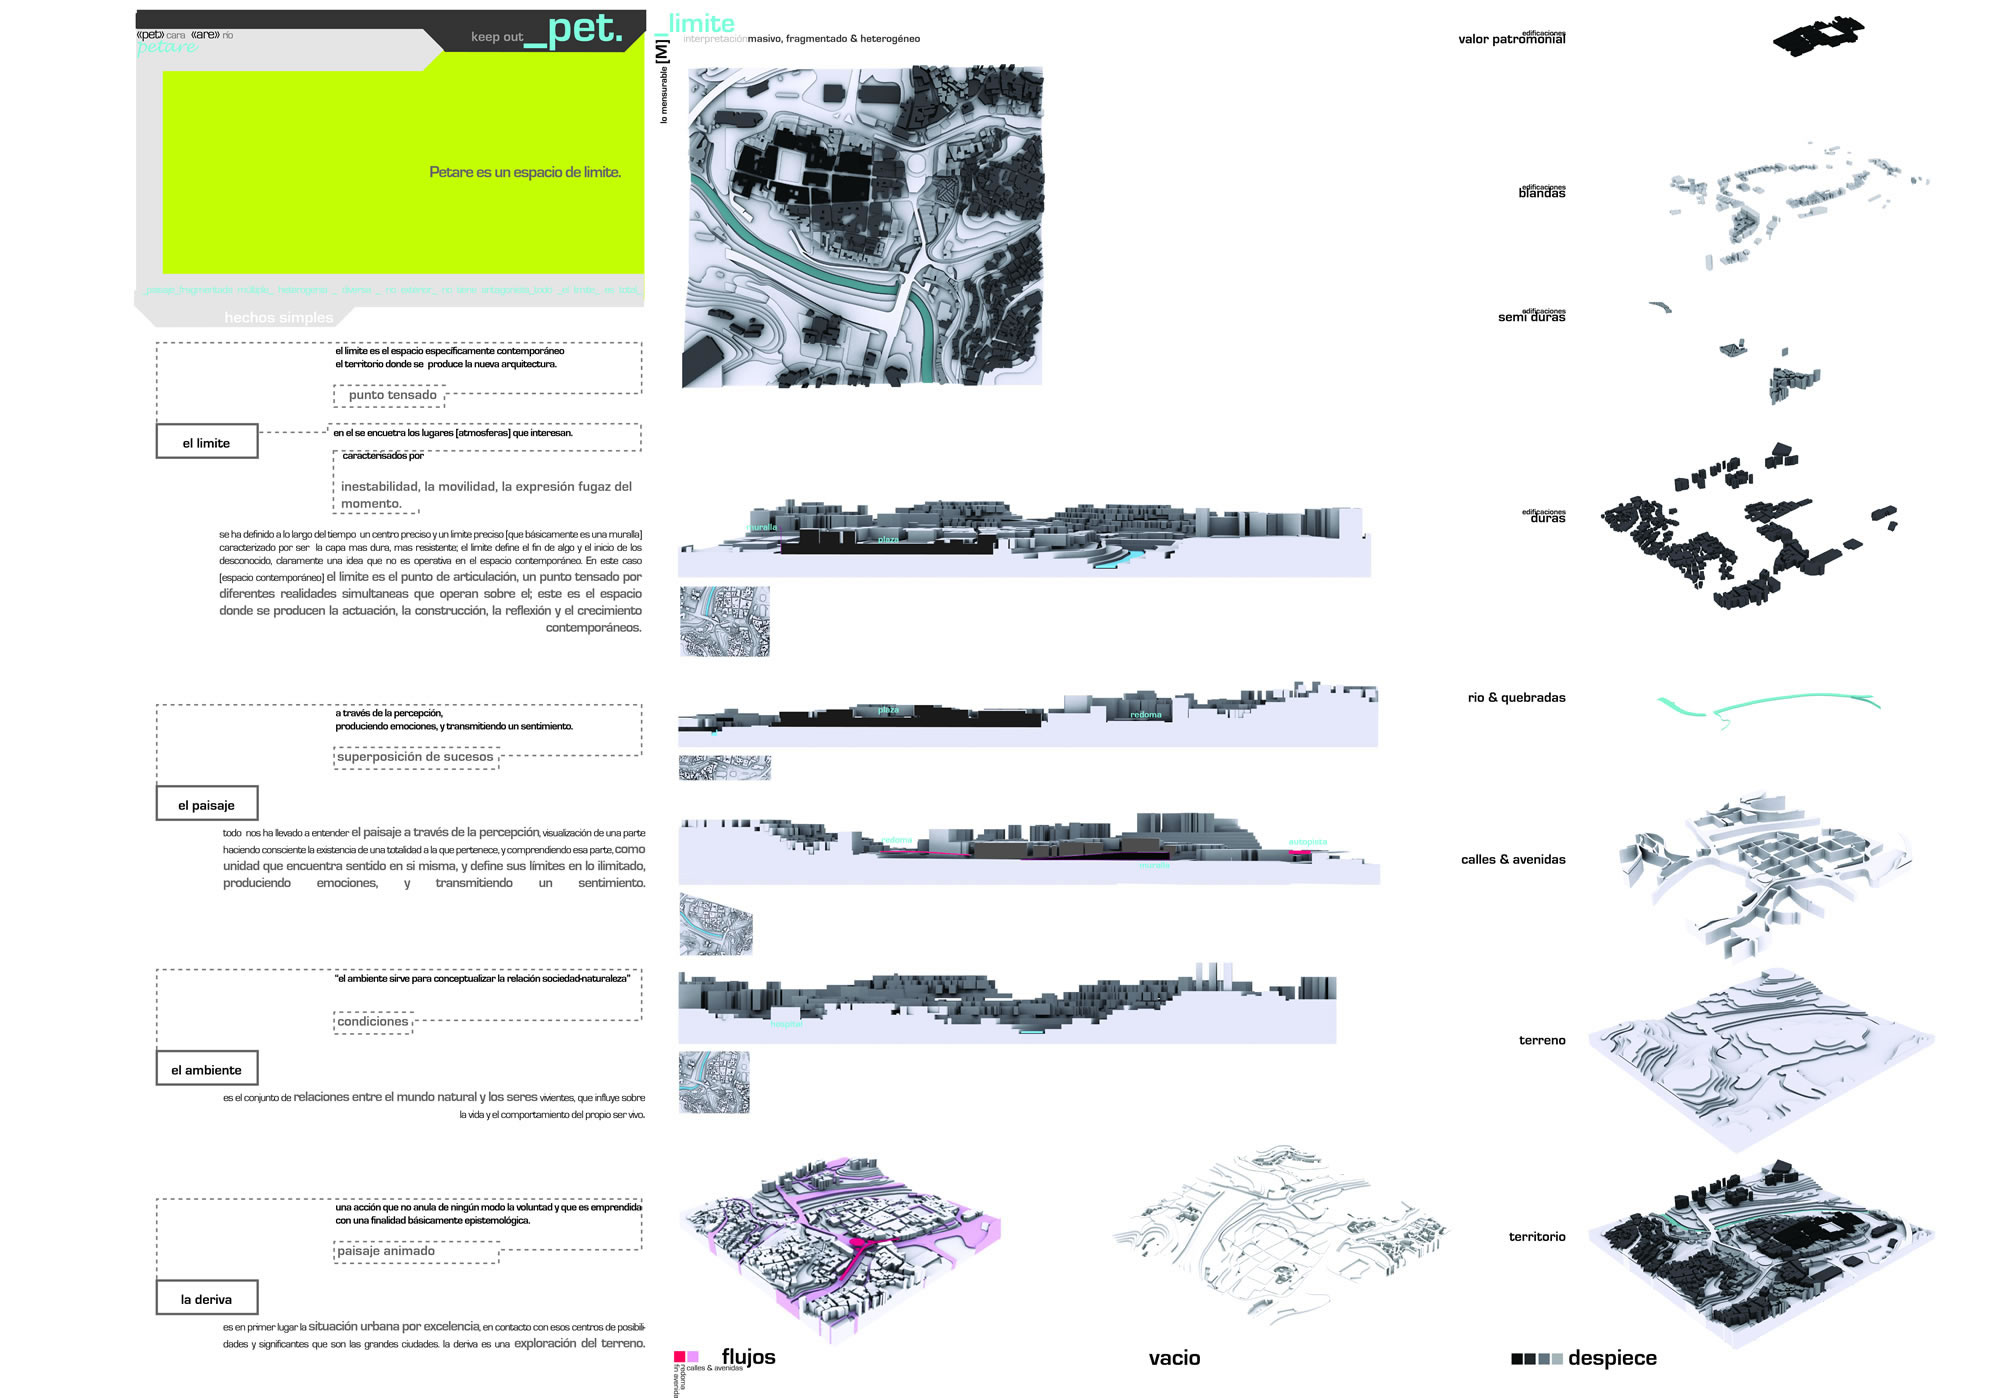 «pet» cara «are» río
petare
keep out _pet.
_limite
interpretación masivo, fragmentado & heterogéneo
lo mensurable [M]
Petare es un espacio de limite.
_paisaje_fragmentada múltiple_ heterogenia _ diversa _ no exterior_ no tiene antagonista_todo _el limite_ es total_
hechos simples
el limite es el espacio específicamente contemporáneo
el territorio donde se produce la nueva arquitectura.
punto tensado
el limite
en el se encuetra los lugares [atmosferas] que interesan.
caracterisados por
inestabilidad, la movilidad, la expresión fugaz del
momento.
se ha definido a lo largo del tiempo un centro preciso y un limite preciso [que básicamente es una muralla]
caracterizado por ser la capa mas dura, mas resistente; el limite define el fin de algo y el inicio de los
desconocido, claramente una idea que no es operativa en el espacio contemporáneo. En este caso
[espacio contemporáneo] el limite es el punto de articulación, un punto tensado por
diferentes realidades simultaneas que operan sobre el; este es el espacio
donde se producen la actuación, la construcción, la reflexión y el crecimiento
contemporáneos.
a través de la percepción,
produciendo emociones, y transmitiendo un sentimiento.
superposición de sucesos
el paisaje
todo nos ha llevado a entender el paisaje a través de la percepción, visualización de una parte
haciendo consciente la existencia de una totalidad a la que pertenece, y comprendiendo esa parte, como
unidad que encuentra sentido en si misma, y define sus límites en lo ilimitado,
produciendo emociones, y transmitiendo un sentimiento.
"el ambiente sirve para conceptualizar la relación sociedad-naturaleza"
condiciones
el ambiente
es el conjunto de relaciones entre el mundo natural y los seres vivientes, que influye sobre
la vida y el comportamiento del propio ser vivo.
una acción que no anula de ningún modo la voluntad y que es emprendida
con una finalidad básicamente epistemológica.
paisaje animado
la deriva
es en primer lugar la situación urbana por excelencia, en contacto con esos centros de posibili-
dades y significantes que son las grandes ciudades. la deriva es una exploración del terreno.
muralla
plaza
plaza
redoma
redoma
autopista
muralla
hospital
flujos
calles & avenidas
redoma
fin avenida
vacio
edificaciones
valor patromonial
edificaciones
blandas
edificaciones
semi duras
edificaciones
duras
rio & quebradas
calles & avenidas
terreno
territorio
despiece